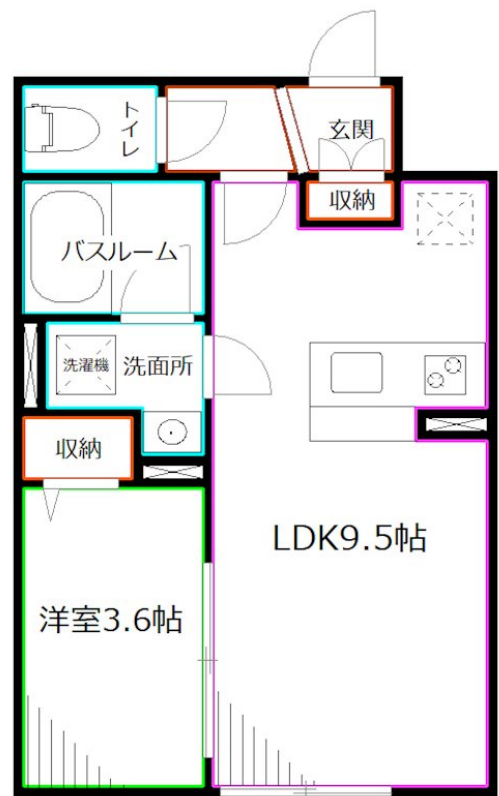 トイレ
玄関
収納
バスルーム
洗濯機
洗面所
収納
LDK9.5帖
洋室3.6帖